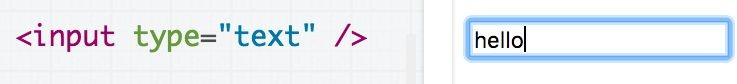 <input type="text" />
hello